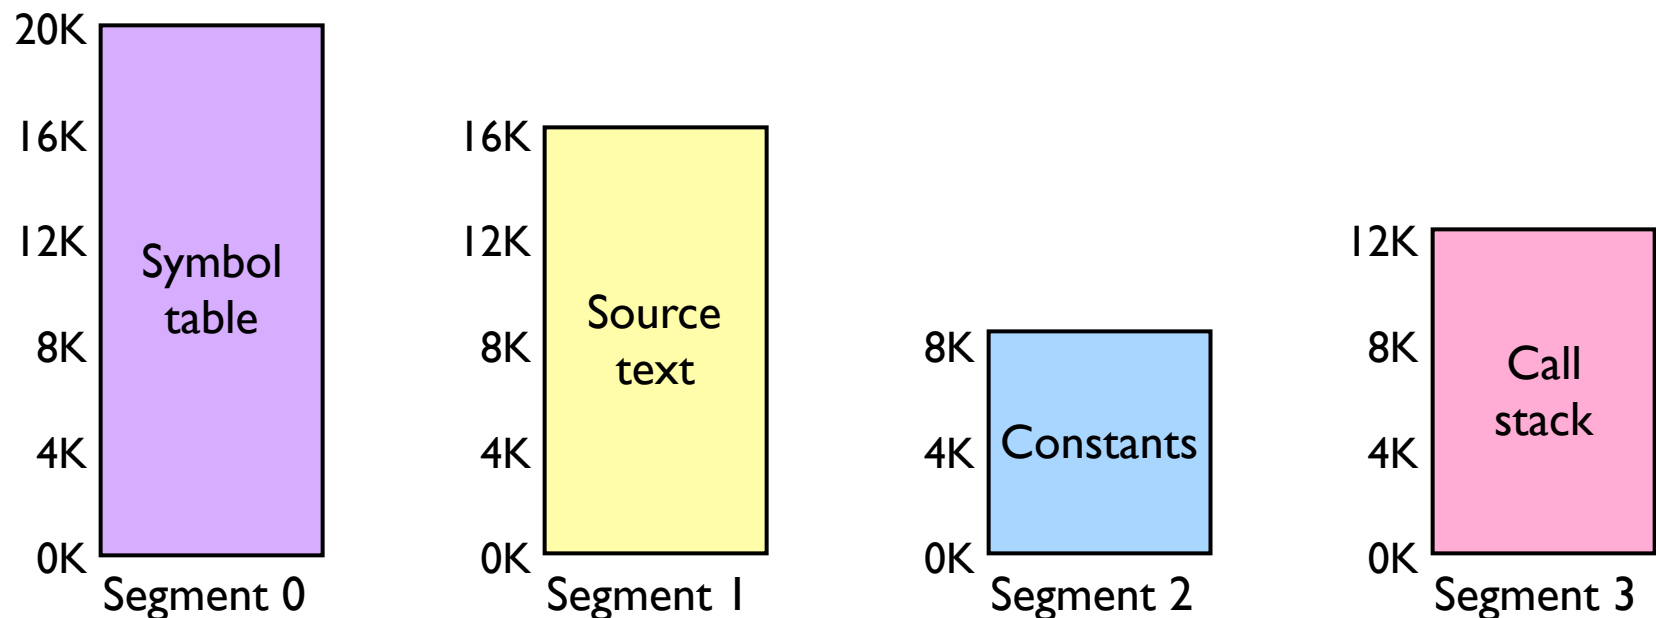 20K
16K
12K
8K
4K
0K
Symbol
table
Segment 0
16K
12K
8K
4K
0K
Source
text
Segment 1
8K
4K
0K
Constants
Segment 2
12K
8K
4K
0K
Call
stack
Segment 3